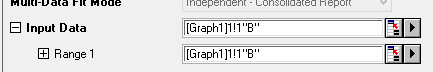 Multi-Data Fit Mode Independent - Consolidated Report
Input Data [Graph1]1!1"B"
Range 1 [Graph1]1!1"B"